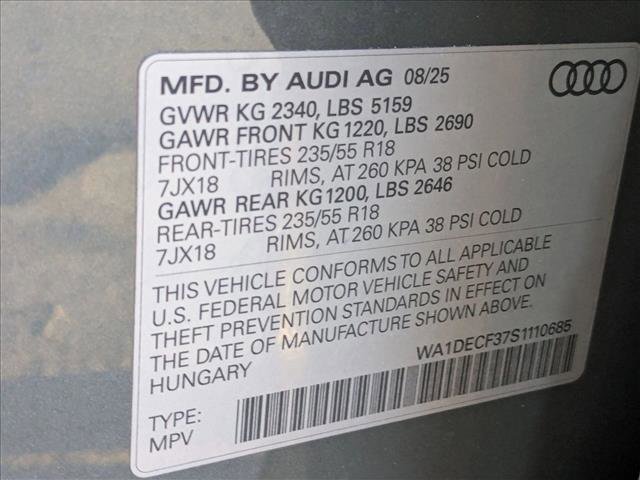 MFD. BY AUDI AG 08/25
GVWR KG 2340, LBS 5159
GAWR FRONT KG 1220, LBS 2690
FRONT-TIRES 235/55 R18
7JX18 RIMS, AT 260 KPA 38 PSI COLD
GAWR REAR KG1200, LBS 2646
REAR-TIRES 235/55 R18
7JX18 RIMS, AT 260 KPA 38 PSI COLD
THIS VEHICLE CONFORMS TO ALL APPLICABLE
U.S. FEDERAL MOTOR VEHICLE SAFETY AND
THEFT PREVENTION STANDARDS IN EFFECT ON
THE DATE OF MANUFACTURE SHOWN ABOVE.
HUNGARY WA1DECF37S1110685
TYPE:
MPV